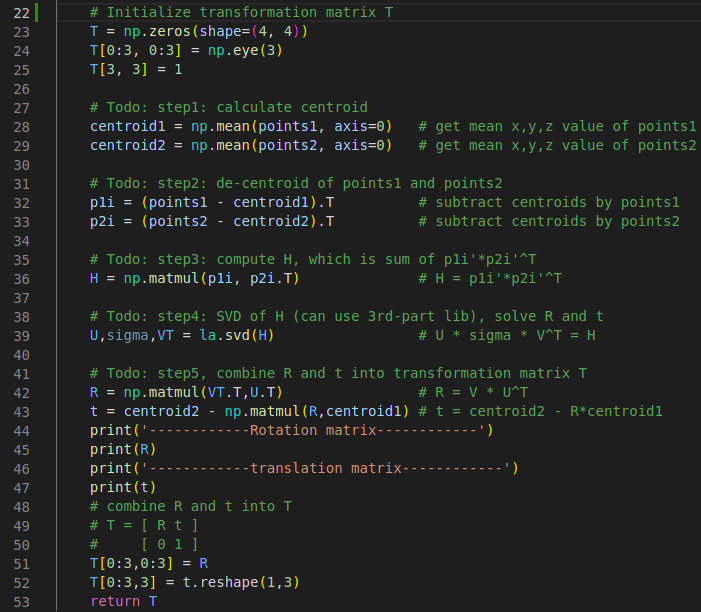 22 # Initialize transformation matrix T
23 T = np.zeros(shape=(4, 4))
24 T[0:3, 0:3] = np.eye(3)
25 T[3, 3] = 1
26
27 # Todo: step1: calculate centroid
28 centroid1 = np.mean(points1, axis=0)   # get mean x,y,z value of points1
29 centroid2 = np.mean(points2, axis=0)   # get mean x,y,z value of points2
30
31 # Todo: step2: de-centroid of points1 and points2
32 p1i = (points1 - centroid1).T          # subtract centroids by points1
33 p2i = (points2 - centroid2).T          # subtract centroids by points2
34
35 # Todo: step3: compute H, which is sum of p1i'*p2i'^T
36 H = np.matmul(p1i, p2i.T)              # H = p1i'*p2i'^T
37
38 # Todo: step4: SVD of H (can use 3rd-part lib), solve R and t
39 U,sigma,VT = la.svd(H)                 # U * sigma * V^T = H
40
41 # Todo: step5, combine R and t into transformation matrix T
42 R = np.matmul(VT.T,U.T)                # R = V * U^T
43 t = centroid2 - np.matmul(R,centroid1) # t = centroid2 - R*centroid1
44 print('------------Rotation matrix------------')
45 print(R)
46 print('------------translation matrix------------')
47 print(t)
48 # combine R and t into T
49 # T = [ R t ]
50 #     [ 0 1 ]
51 T[0:3,0:3] = R
52 T[0:3,3] = t.reshape(1,3)
53 return T